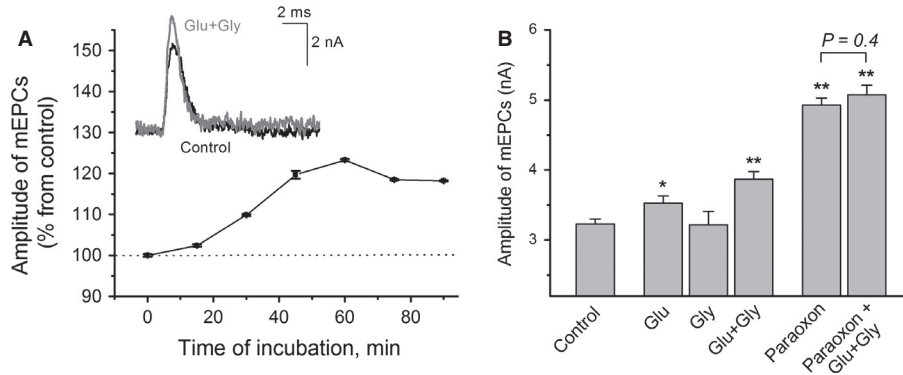 A
Glu+Gly
2 ms
2 nA
Control
Amplitude of mEPCs
(% from control)
150
140
130
120
110
100
90
0
20
40
60
80
Time of incubation, min
B
P = 0.4
**
**
*
**
Amplitude of mEPCs (nA)
6
5
4
3
Control
Glu
Gly
Glu+Gly
Paraoxon
Paraoxon +
Glu+Gly